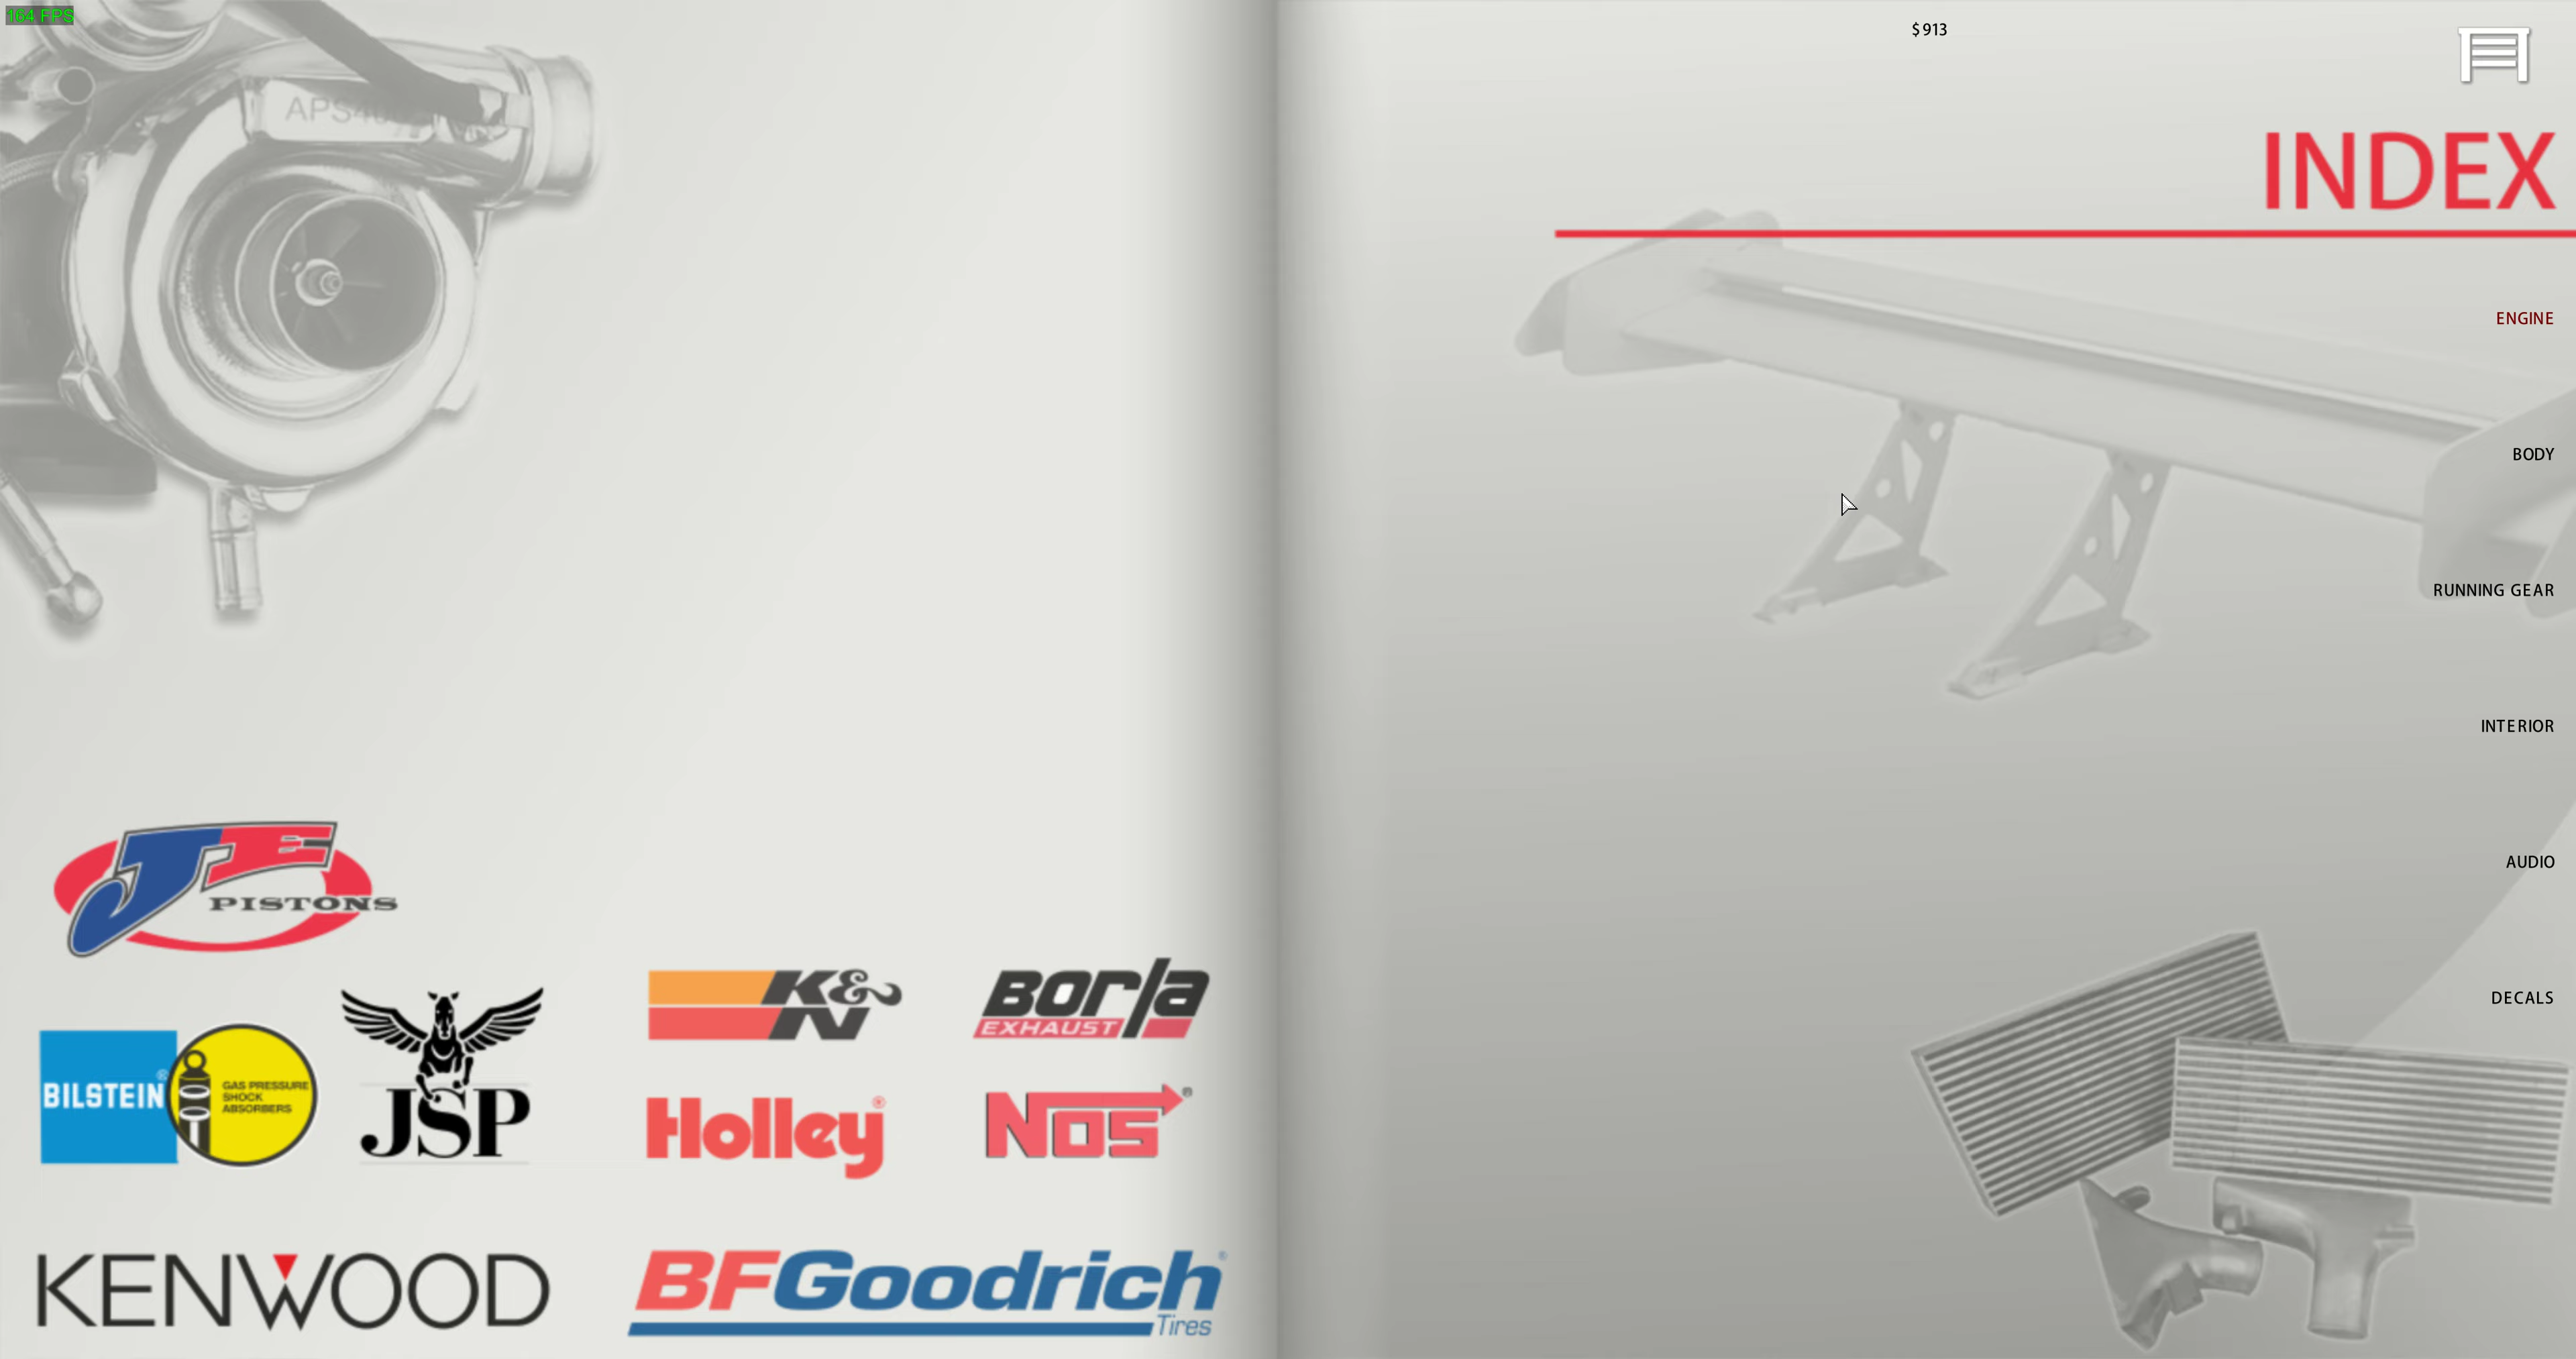 164 FPS
JE
PISTONS
BILSTEIN®
GAS PRESSURE
SHOCK
ABSORBERS
JSP
K&N
Borla
EXHAUST
Holley®
NOS®
KENWOOD
BFGoodrich®
Tires
$913
INDEX
ENGINE
BODY
RUNNING GEAR
INTERIOR
AUDIO
DECALS